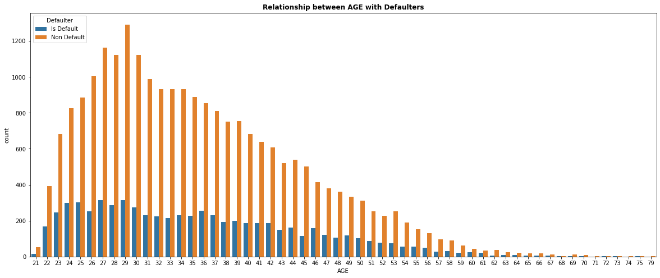 Relationship between AGE with Defaulters
Defaulter
Is Default
Non Default
1200
1000
800
600
400
200
0
count
21 22 23 24 25 26 27 28 29 30 31 32 33 34 35 36 37 38 39 40 41 42 43 44 45 46 47 48 49 50 51 52 53 54 55 56 57 58 59 60 61 62 63 64 65 66 67 68 69 70 71 72 73 74 75 79
AGE